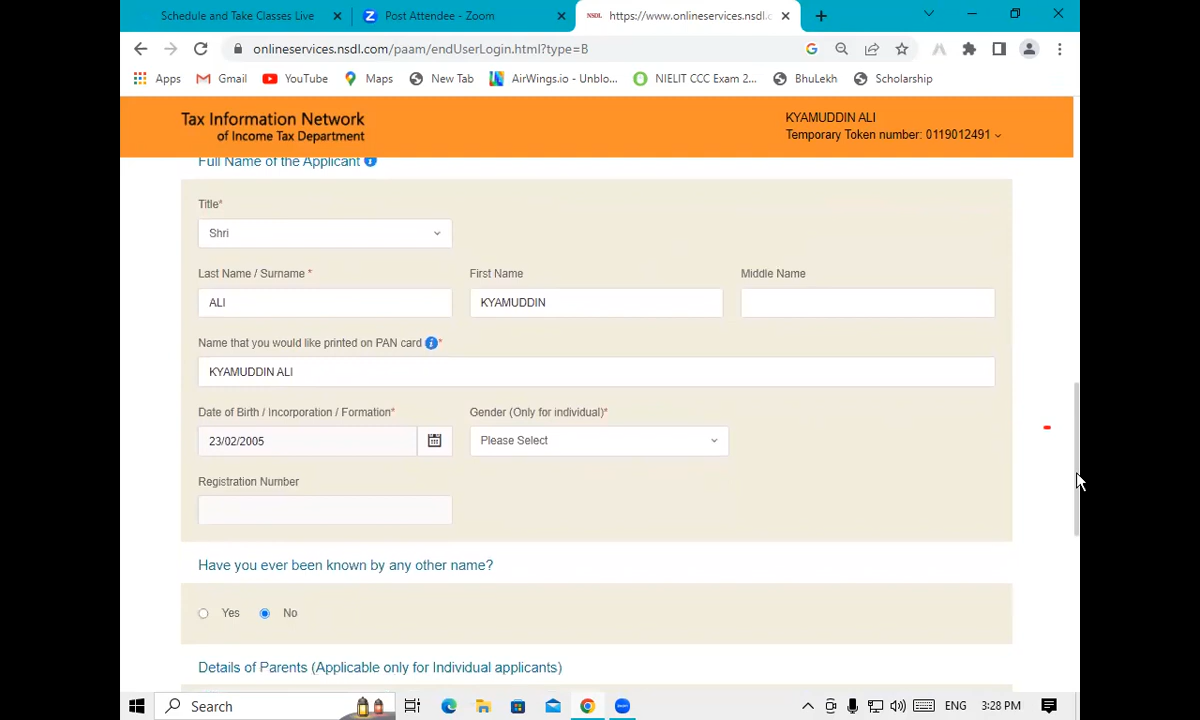 Schedule and Take Classes Live
Post Attendee - Zoom
NSDL https://www.onlineservices.nsdl.c
onlineservices.nsdl.com/paam/endUserLogin.html?type=B
Apps Gmail YouTube Maps New Tab AirWings.io - Unblo... NIELIT CCC Exam 2... BhuLekh Scholarship
Tax Information Network
of Income Tax Department
KYAMUDDIN ALI
Temporary Token number: 0119012491
Full Name of the Applicant
Title*
Shri
Last Name / Surname * First Name Middle Name
ALI KYAMUDDIN
Name that you would like printed on PAN card *
KYAMUDDIN ALI
Date of Birth / Incorporation / Formation* Gender (Only for individual)*
23/02/2005 Please Select
Registration Number
Have you ever been known by any other name?
Yes No
Details of Parents (Applicable only for Individual applicants)
Search ENG 3:28 PM